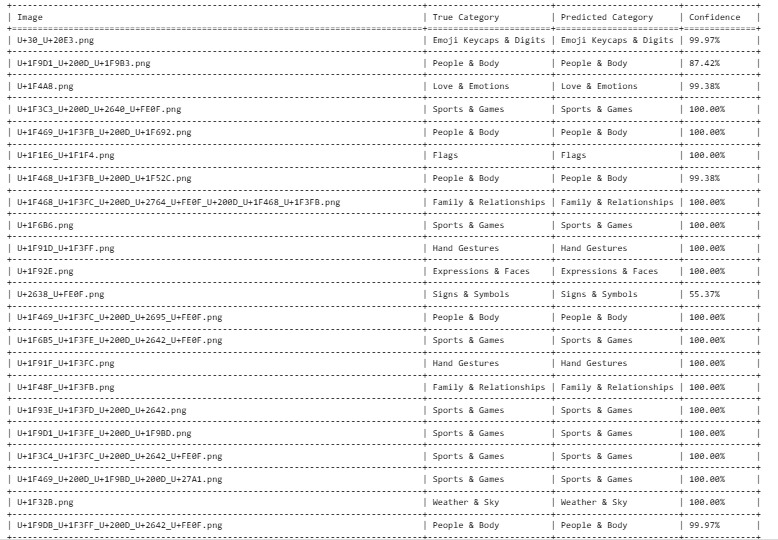 | Image | True Category | Predicted Category | Confidence |
| U+30_U+20E3.png | Emoji Keycaps & Digits | Emoji Keycaps & Digits | 99.97% |
| U+1F9D1_U+200D_U+1F9B3.png | People & Body | People & Body | 87.42% |
| U+1F4A8.png | Love & Emotions | Love & Emotions | 99.38% |
| U+1F3C3_U+200D_U+2640_U+FE0F.png | Sports & Games | Sports & Games | 100.00% |
| U+1F469_U+1F3FB_U+200D_U+1F692.png | People & Body | People & Body | 100.00% |
| U+1F1E6_U+1F1F4.png | Flags | Flags | 100.00% |
| U+1F468_U+1F3FB_U+200D_U+1F52C.png | People & Body | People & Body | 99.38% |
| U+1F468_U+1F3FC_U+200D_U+2764_U+FE0F_U+200D_U+1F468_U+1F3FB.png | Family & Relationships | Family & Relationships | 100.00% |
| U+1F6B6.png | Sports & Games | Sports & Games | 100.00% |
| U+1F91D_U+1F3FF.png | Hand Gestures | Hand Gestures | 100.00% |
| U+1F92E.png | Expressions & Faces | Expressions & Faces | 100.00% |
| U+2638_U+FE0F.png | Signs & Symbols | Signs & Symbols | 55.37% |
| U+1F469_U+1F3FC_U+200D_U+2695_U+FE0F.png | People & Body | People & Body | 100.00% |
| U+1F6B5_U+1F3FE_U+200D_U+2642_U+FE0F.png | Sports & Games | Sports & Games | 100.00% |
| U+1F91F_U+1F3FC.png | Hand Gestures | Hand Gestures | 100.00% |
| U+1F48F_U+1F3FB.png | Family & Relationships | Family & Relationships | 100.00% |
| U+1F93E_U+1F3FD_U+200D_U+2642.png | Sports & Games | Sports & Games | 100.00% |
| U+1F9D1_U+1F3FE_U+200D_U+1F9BD.png | Sports & Games | Sports & Games | 100.00% |
| U+1F3C4_U+1F3FC_U+200D_U+2642_U+FE0F.png | Sports & Games | Sports & Games | 100.00% |
| U+1F469_U+200D_U+1F9BD_U+200D_U+27A1.png | Sports & Games | Sports & Games | 100.00% |
| U+1F32B.png | Weather & Sky | Weather & Sky | 100.00% |
| U+1F9DB_U+1F3FF_U+200D_U+2642_U+FE0F.png | People & Body | People & Body | 99.97% |